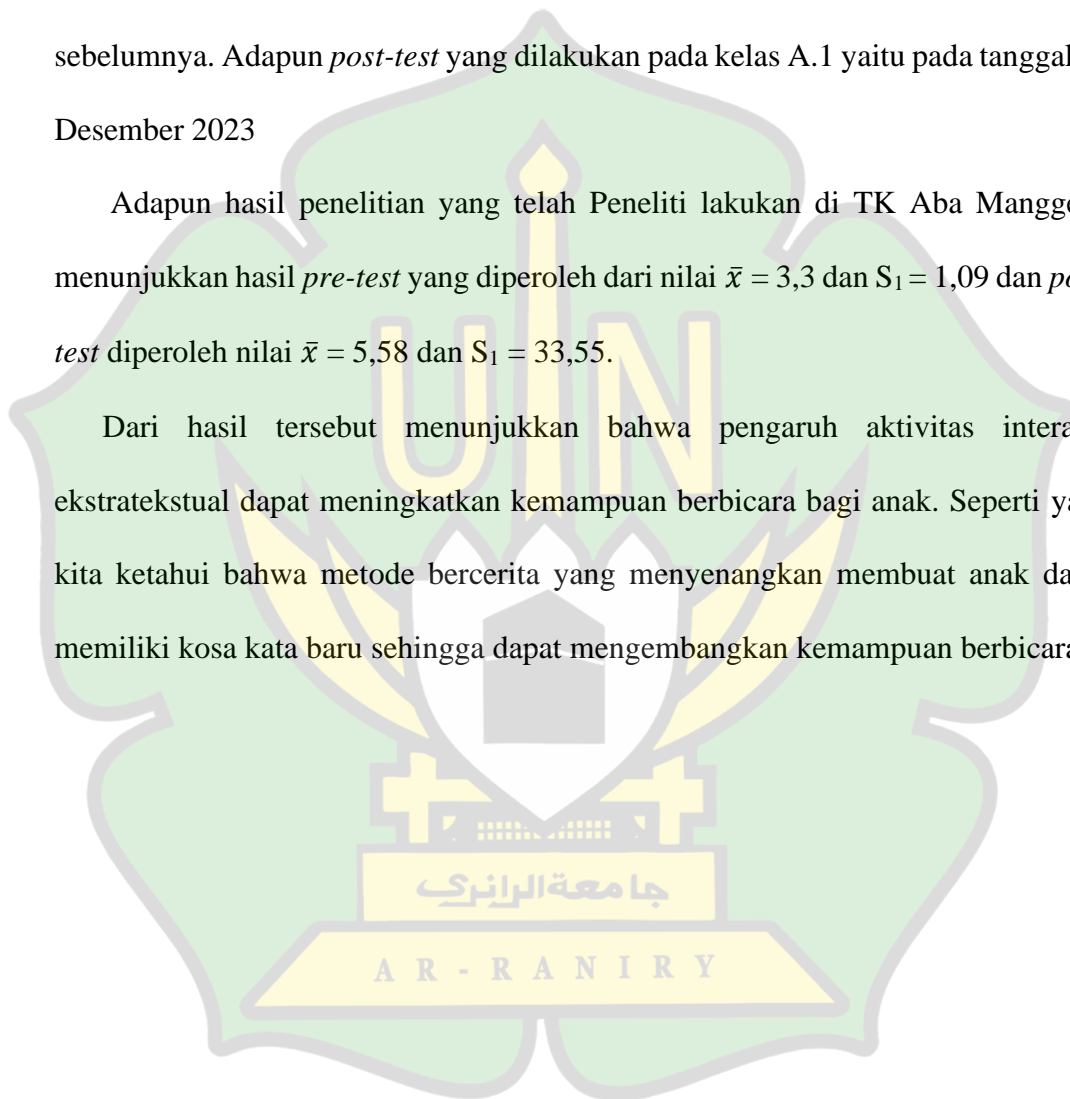 sebelumnya. Adapun post-test yang dilakukan pada kelas A.1 yaitu pada tanggal
Desember 2023
Adapun hasil penelitian yang telah Peneliti lakukan di TK Aba Mangge
menunjukkan hasil pre-test yang diperoleh dari nilai x̄ = 3,3 dan S₁ = 1,09 dan po
test diperoleh nilai x̄ = 5,58 dan S₁ = 33,55.
Dari hasil tersebut menunjukkan bahwa pengaruh aktivitas intera
ekstratekstual dapat meningkatkan kemampuan berbicara bagi anak. Seperti ya
kita ketahui bahwa metode bercerita yang menyenangkan membuat anak da
memiliki kosa kata baru sehingga dapat mengembangkan kemampuan berbicara
UIN
جامعة الرانري
AR-RANIRY